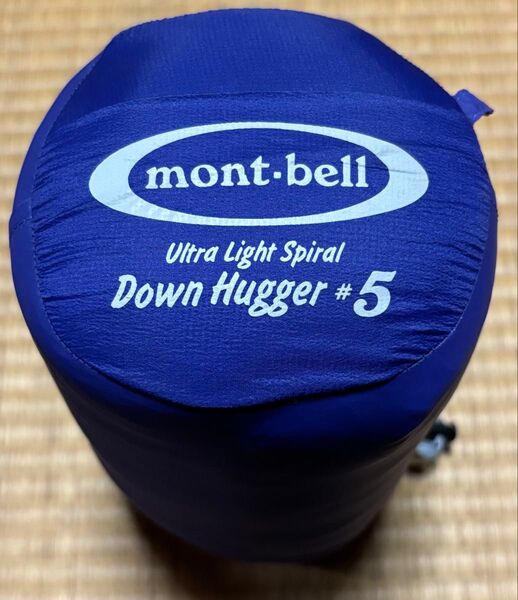 mont·bell
Ultra Light Spiral
Down Hugger #5